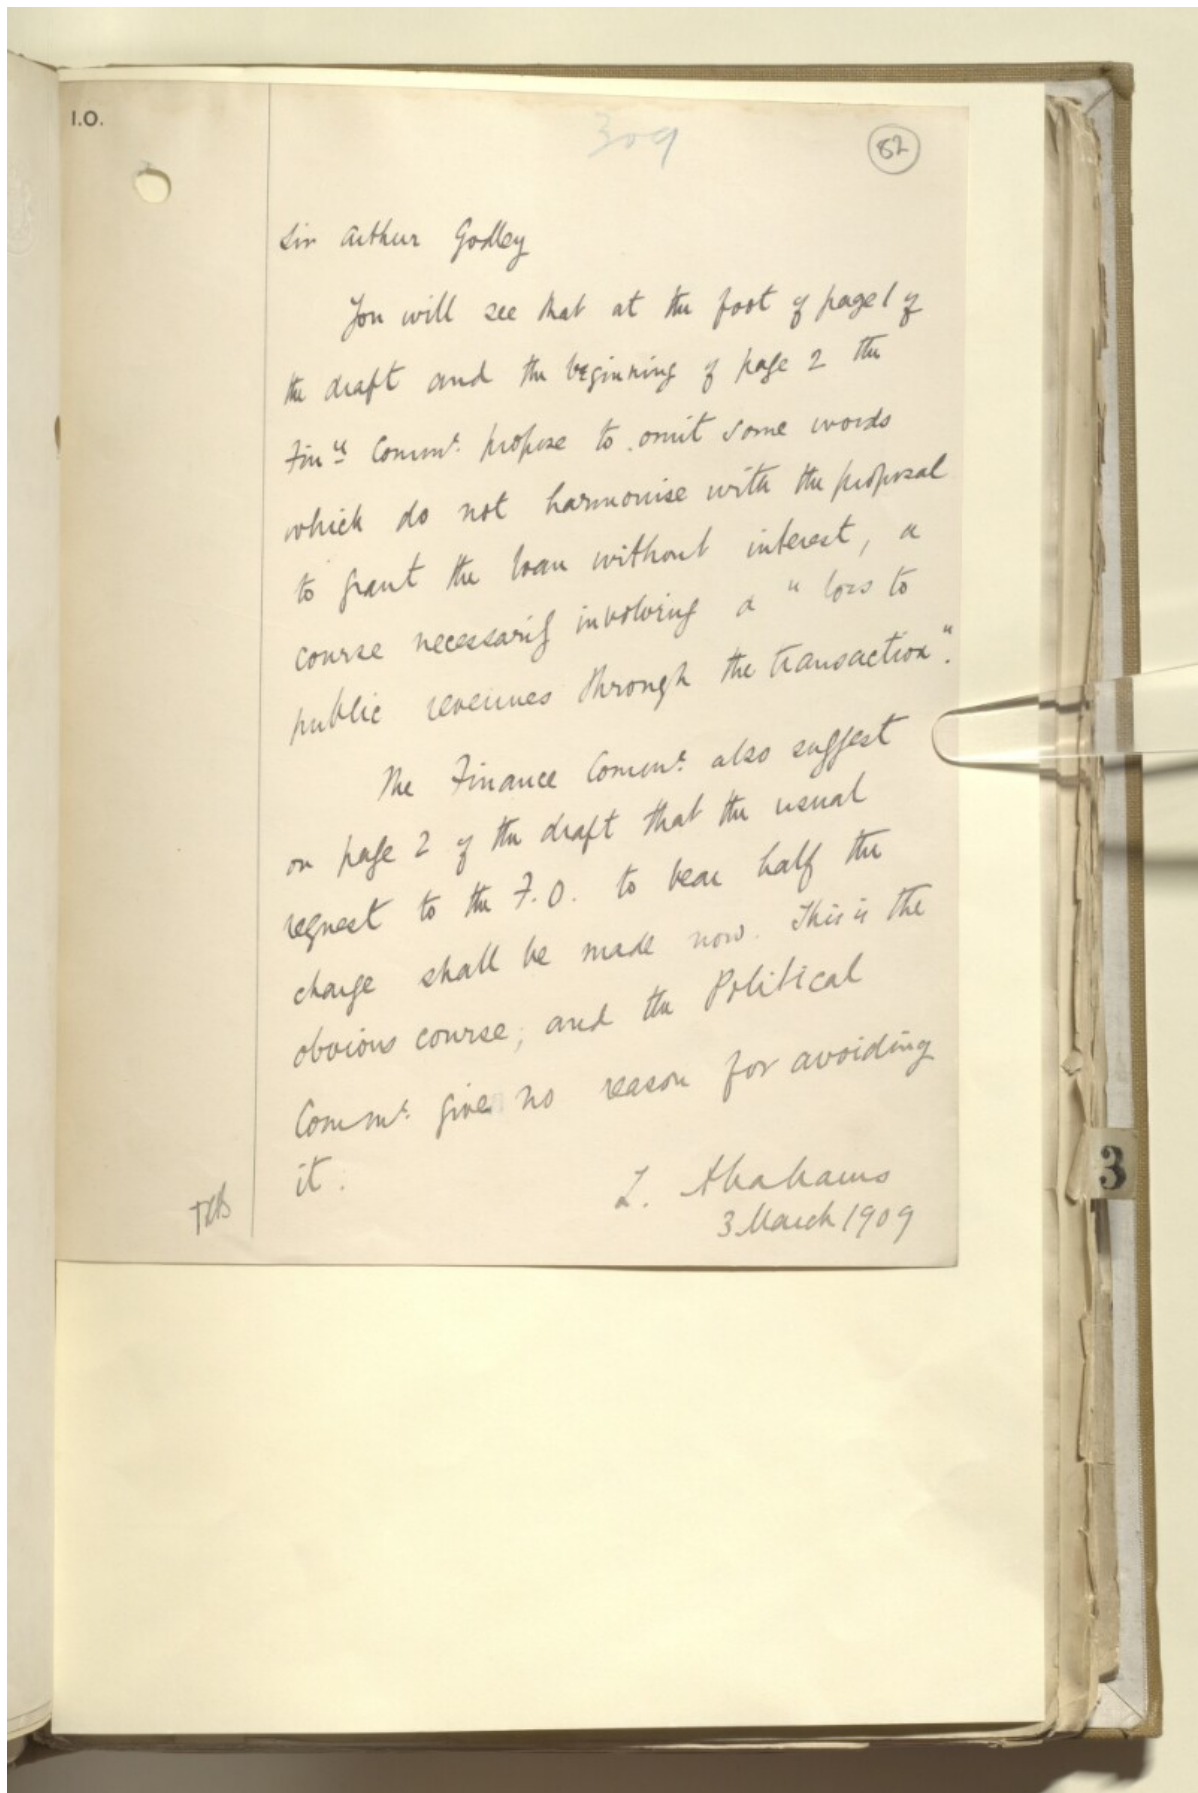 I.O.
309
82
Sir Arthur Godley
You will see that at the foot of page 1 of
the draft and the beginning of page 2 the
Fin^ce Comm^e. propose to omit some words
which do not harmonise with the proposal
to grant the loan without interest, a
course necessarily involving a "loss to
public revenues through the transaction".
The Finance Comm^e. also suggest
on page 2 of the draft that the usual
request to the F.O. to bear half the
charge shall be made now. This is the
obvious course, and the Political
Comm^e. give no reason for avoiding
it.
L. Abrahams
3 March 1909
3